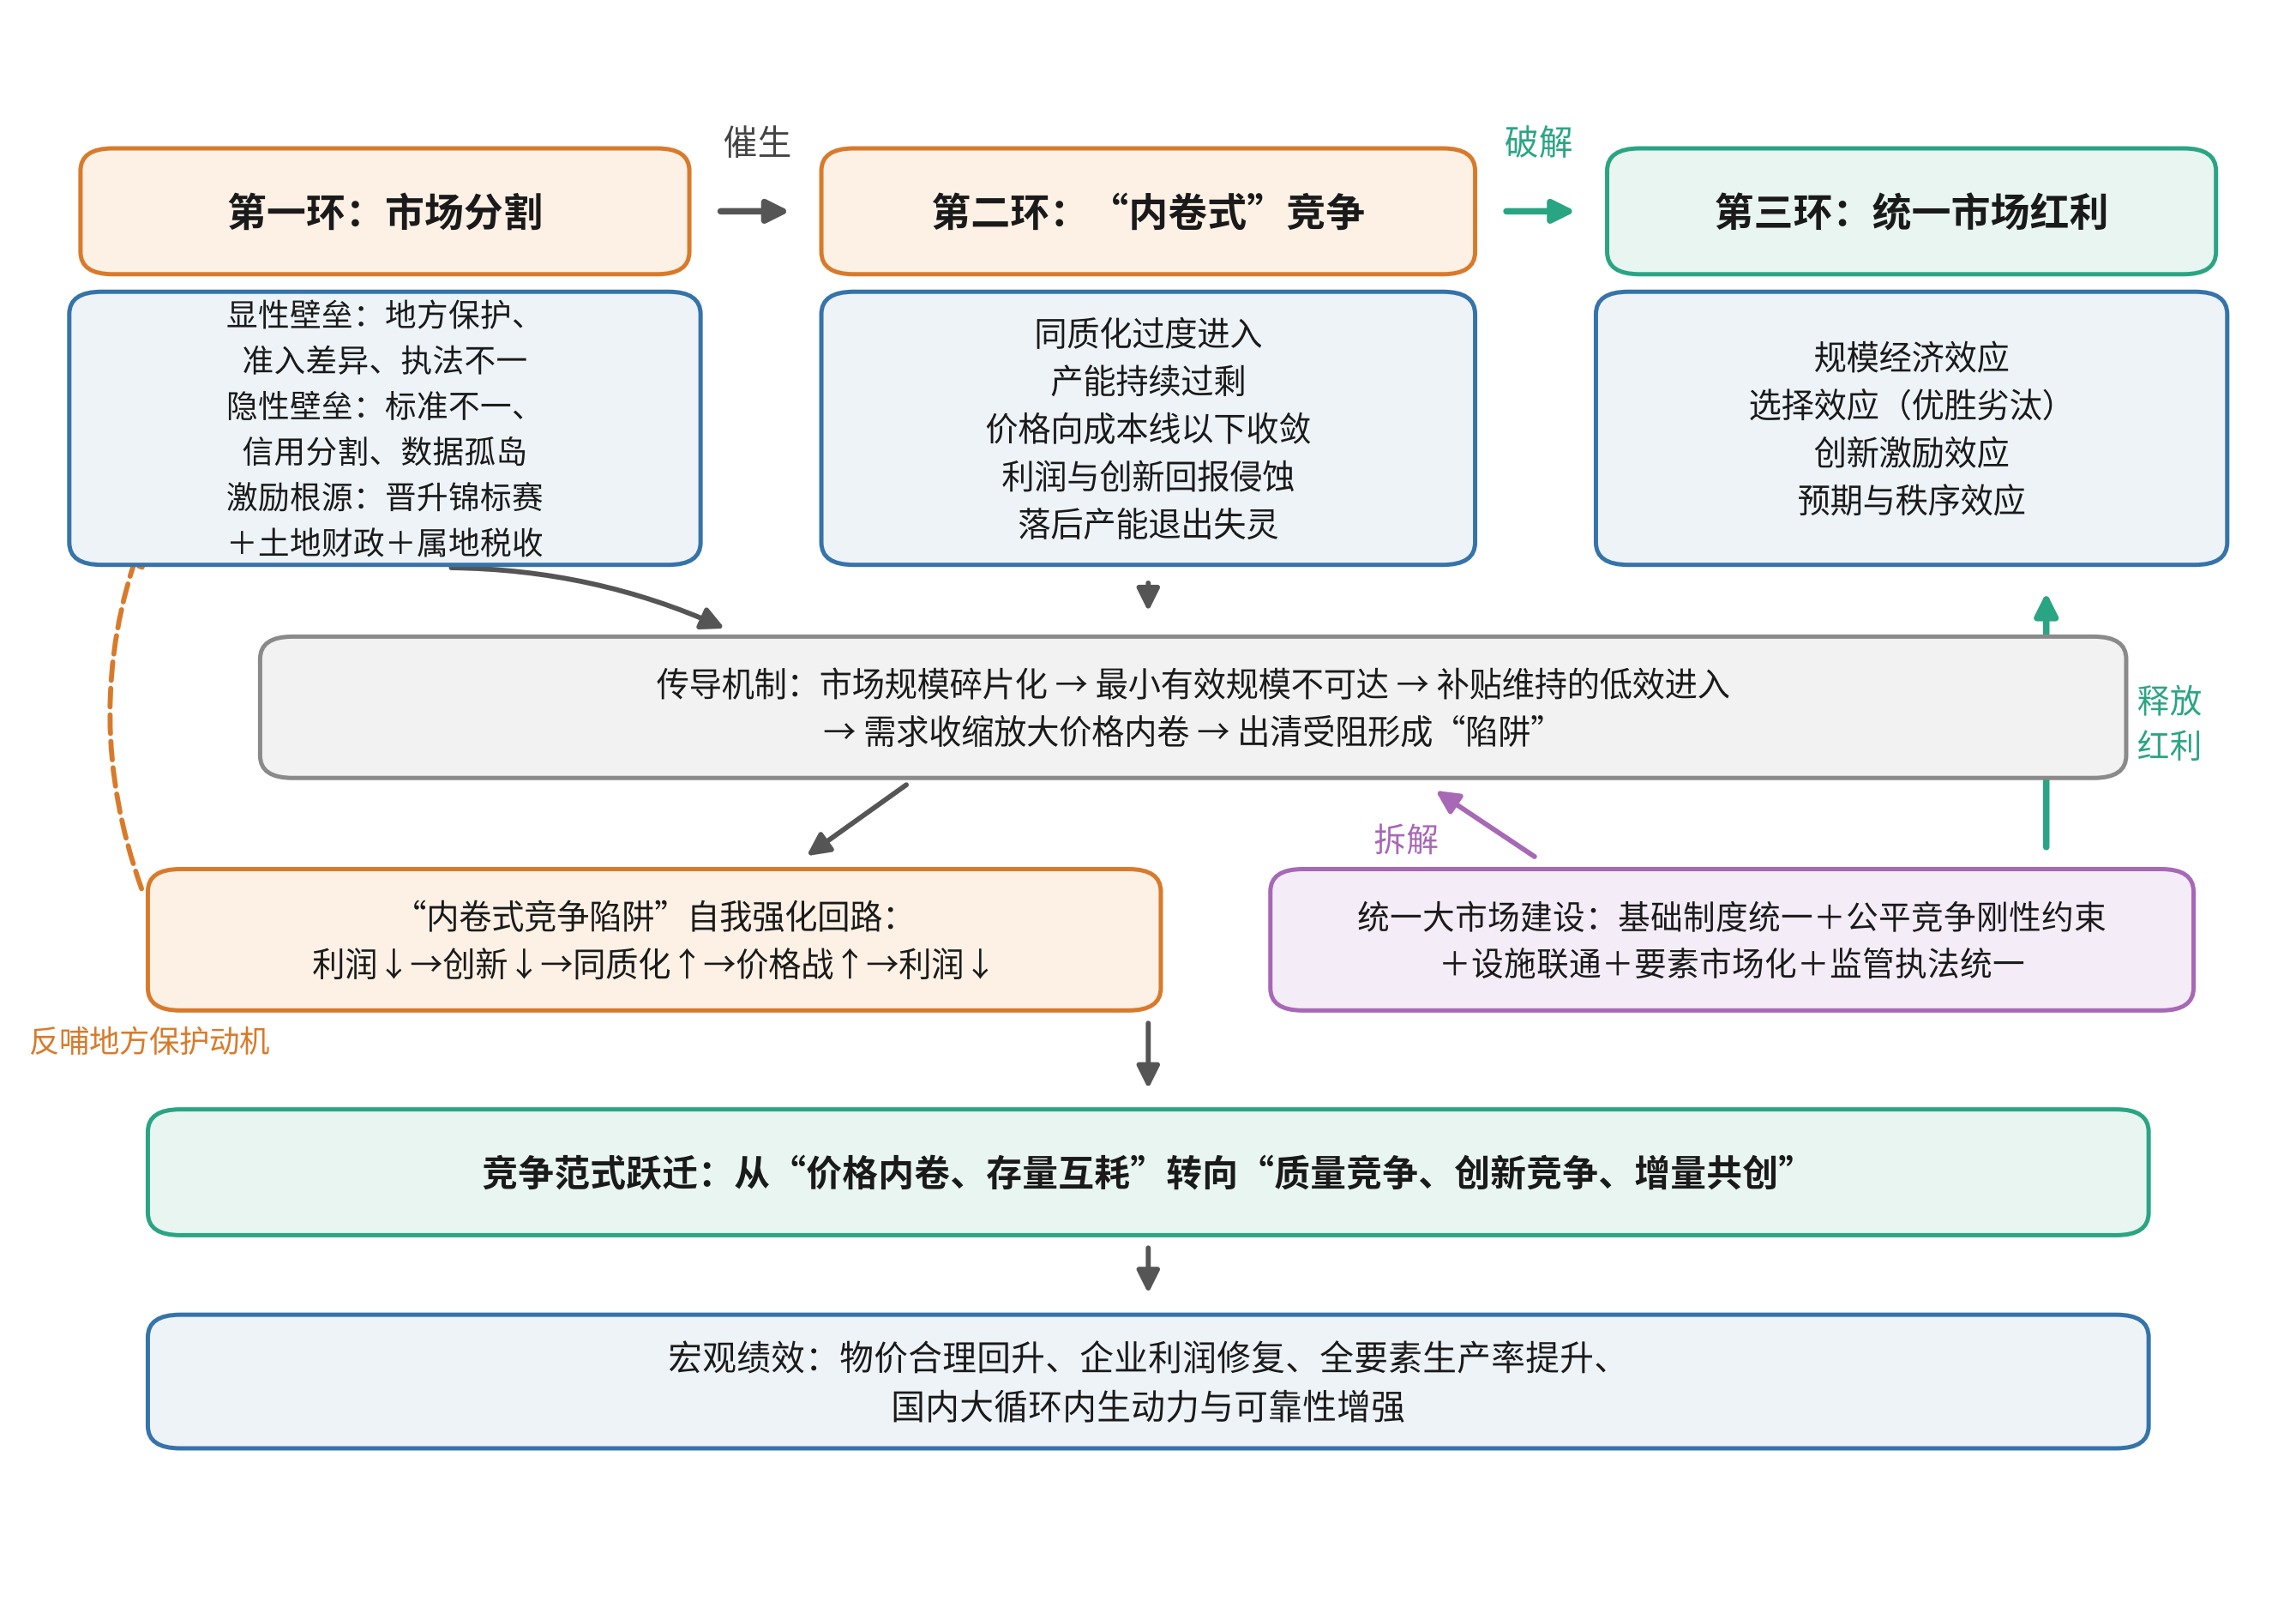 催生
破解
第一环：市场分割
第二环：“内卷式”竞争
第三环：统一市场红利
显性壁垒：地方保护、
准入差异、执法不一
隐性壁垒：标准不一、
信用分割、数据孤岛
激励根源：晋升锦标赛
＋土地财政＋属地税收
同质化过度进入
产能持续过剩
价格向成本线以下收敛
利润与创新回报侵蚀
落后产能退出失灵
规模经济效应
选择效应（优胜劣汰）
创新激励效应
预期与秩序效应
传导机制：市场规模碎片化→最小有效规模不可达→补贴维持的低效进入
→需求收缩放大价格内卷→出清受阻形成“陷阱”
释放
红利
拆解
“内卷式竞争陷阱”自我强化回路：
利润↓→创新↓→同质化↑→价格战↑→利润↓
统一大市场建设：基础制度统一＋公平竞争刚性约束
＋设施联通＋要素市场化＋监管执法统一
反哺地方保护动机
竞争范式跃迁：从“价格内卷、存量互耗”转向“质量竞争、创新竞争、增量共创”
宏观绩效：物价合理回升、企业利润修复、全要素生产率提升、
国内大循环内生动力与可靠性增强